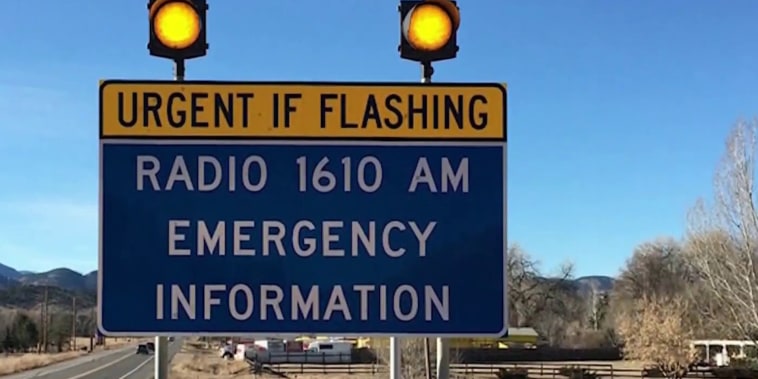 URGENT IF FLASHING
RADIO 1610 AM
EMERGENCY
INFORMATION